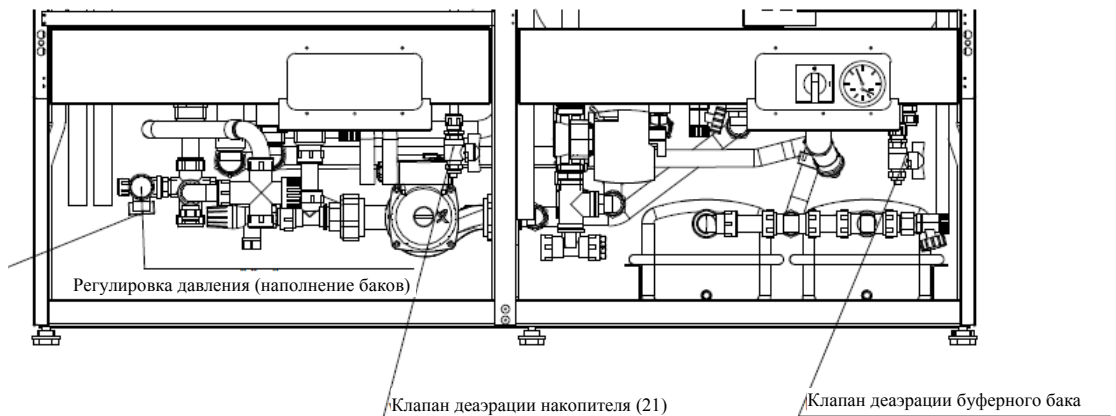 Регулировка давления (наполнение баков)
Клапан деаэрации накопителя (21)
Клапан деаэрации буферного бака